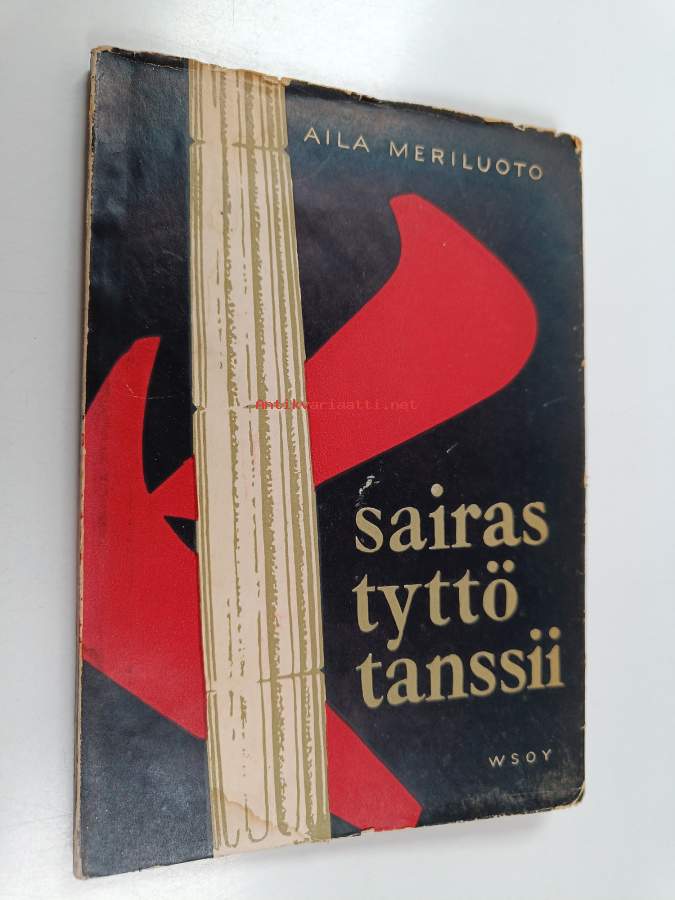 AILA MERILUOTO
Antikvariaatti.net
sairas
tyttö
tanssii
WSOY